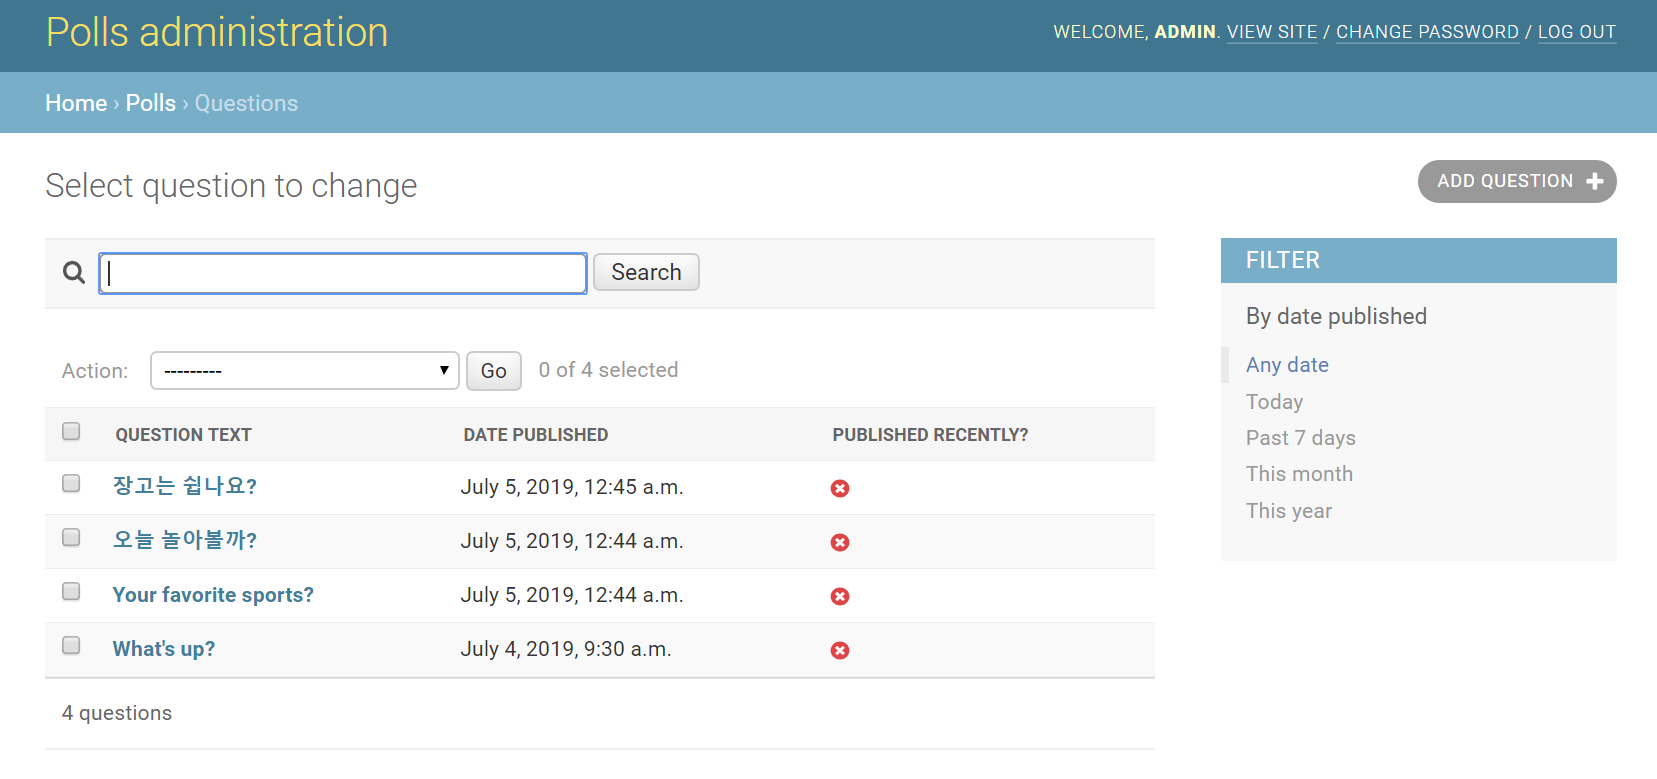 Polls administration
WELCOME, ADMIN. VIEW SITE / CHANGE PASSWORD / LOG OUT
Home › Polls › Questions
Select question to change
ADD QUESTION
Search
FILTER
By date published
Any date
Today
Past 7 days
This month
This year
Action: --------- Go 0 of 4 selected
QUESTION TEXT DATE PUBLISHED PUBLISHED RECENTLY?
장고는 쉽나요? July 5, 2019, 12:45 a.m.
오늘 놀아볼까? July 5, 2019, 12:44 a.m.
Your favorite sports? July 5, 2019, 12:44 a.m.
What's up? July 4, 2019, 9:30 a.m.
4 questions